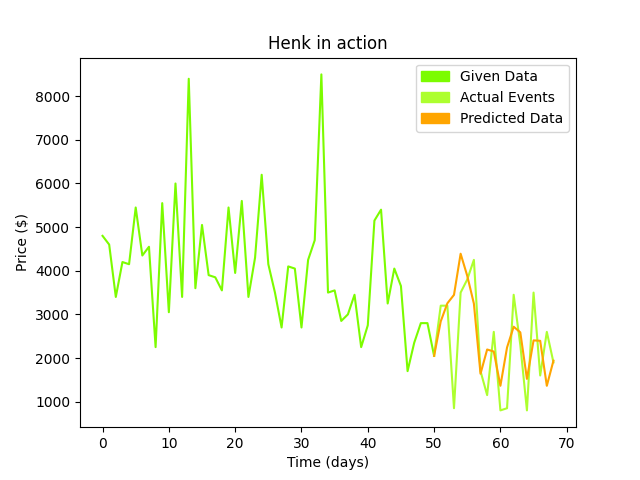 Henk in action
Given Data
Actual Events
Predicted Data
Price ($)
8000
7000
6000
5000
4000
3000
2000
1000
0 10 20 30 40 50 60 70
Time (days)